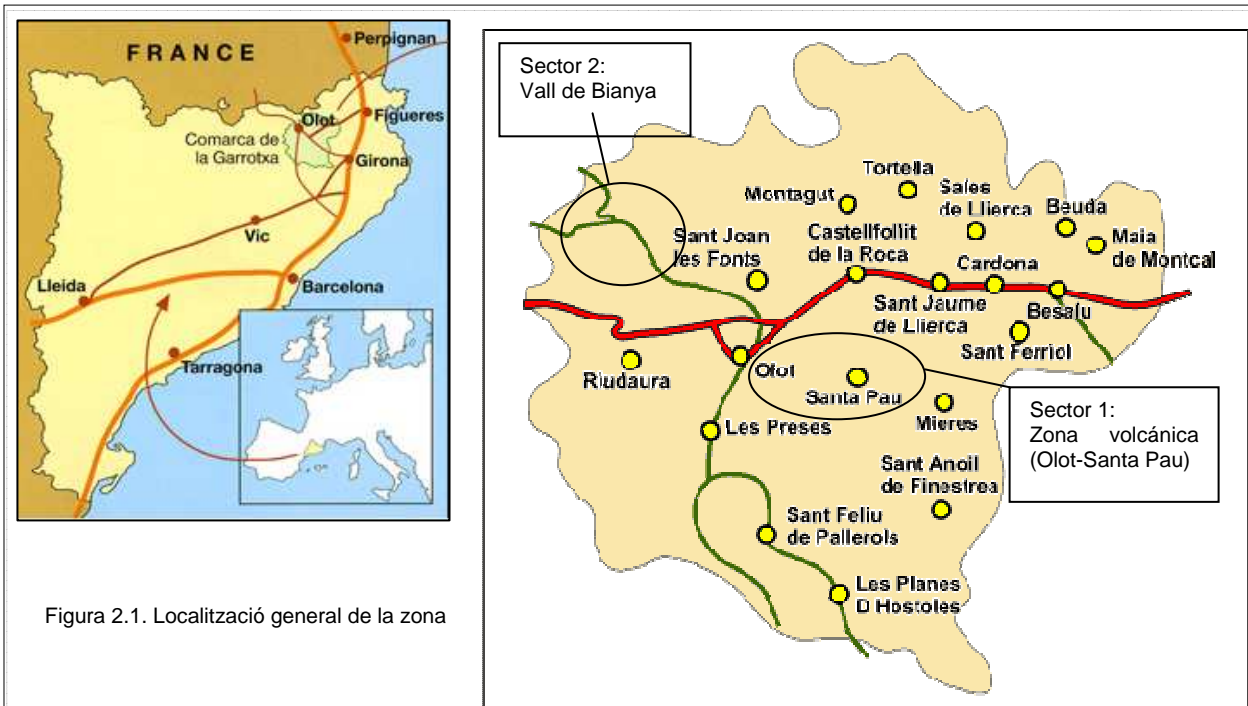 FRANCE
Perpignan
Olot
Figueres
Comarca de
la Garrotxa
Girona
Vic
Lleida
Barcelona
Tarragona
Figura 2.1. Localització general de la zona
Sector 2:
Vall de Bianya
Tortella
Montagut
Sales
de Llierca
Beuda
Maia
de Montcal
Sant Joan
les Fonts
Castellfollit
de la Roca
Cardona
Sant Jaume
de Llierca
Besalu
Sant Ferriol
Riudaura
Olot
Santa Pau
Mieres
Les Preses
Sector 1:
Zona volcánica
(Olot-Santa Pau)
Sant Aniol
de Finestrea
Sant Feliu
de Pallerols
Les Planes
D Hostoles